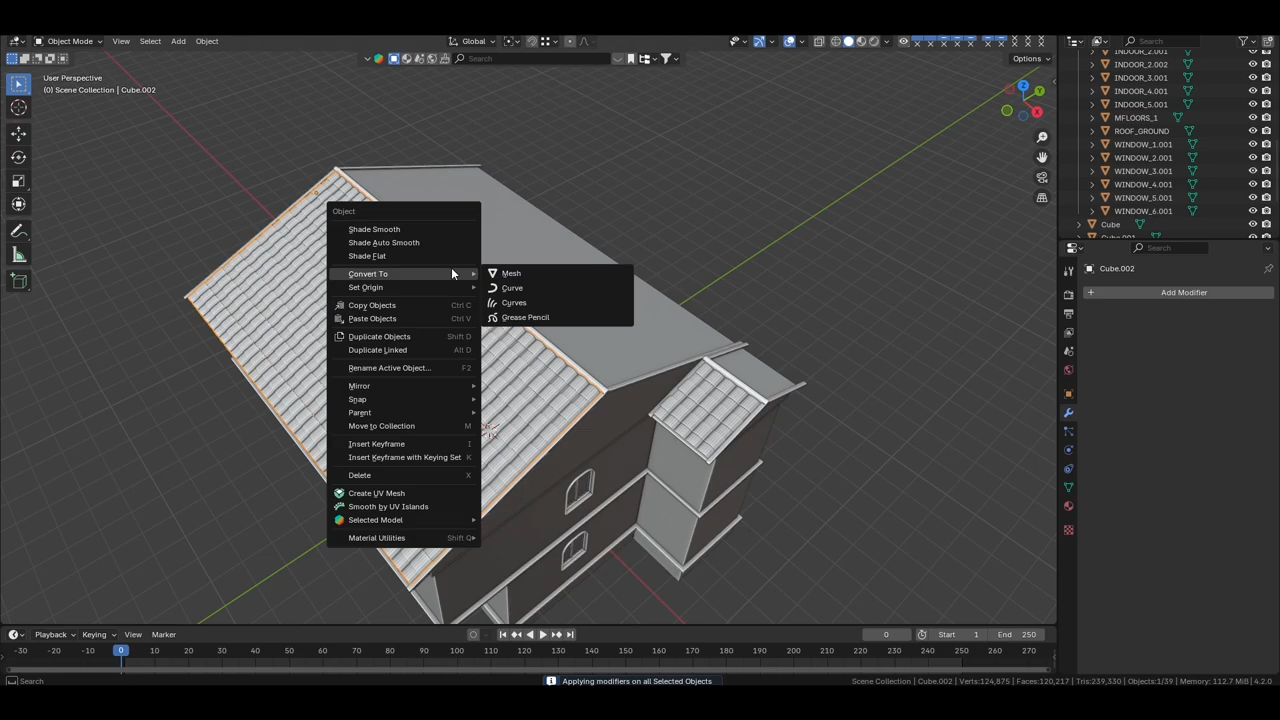 Object Mode
View
Select
Add
Object
Global
Search
Options
Search
User Perspective
(0) Scene Collection | Cube.002
Z
Y
X
Object
Shade Smooth
Shade Auto Smooth
Shade Flat
Convert To
Set Origin
Copy Objects Ctrl C
Paste Objects Ctrl V
Duplicate Objects Shift D
Duplicate Linked Alt D
Rename Active Object... F2
Mirror
Snap
Parent
Move to Collection M
Insert Keyframe I
Insert Keyframe with Keying Set K
Delete X
Create UV Mesh
Smooth by UV Islands
Selected Model
Material Utilities Shift Q
Mesh
Curve
Curves
Grease Pencil
INDOOR_2.001
INDOOR_2.002
INDOOR_3.001
INDOOR_4.001
INDOOR_5.001
MFLOORS_1
ROOF_GROUND
WINDOW_1.001
WINDOW_2.001
WINDOW_3.001
WINDOW_4.001
WINDOW_5.001
WINDOW_6.001
Cube
Cube.001
Search
Cube.002
Add Modifier
Playback
Keying
View
Marker
0
Start 1
End 250
-30 -20 -10 0 10 20 30 40 50 60 70 80 90 100 110 120 130 140 150 160 170 180 190 200 210 220 230 240 250 260 270
Search
Applying modifiers on all Selected Objects
Scene Collection | Cube.002 | Verts:124,875 | Faces:120,217 | Tris:239,330 | Objects:1/39 | Memory: 112.7 MiB | 4.2.0